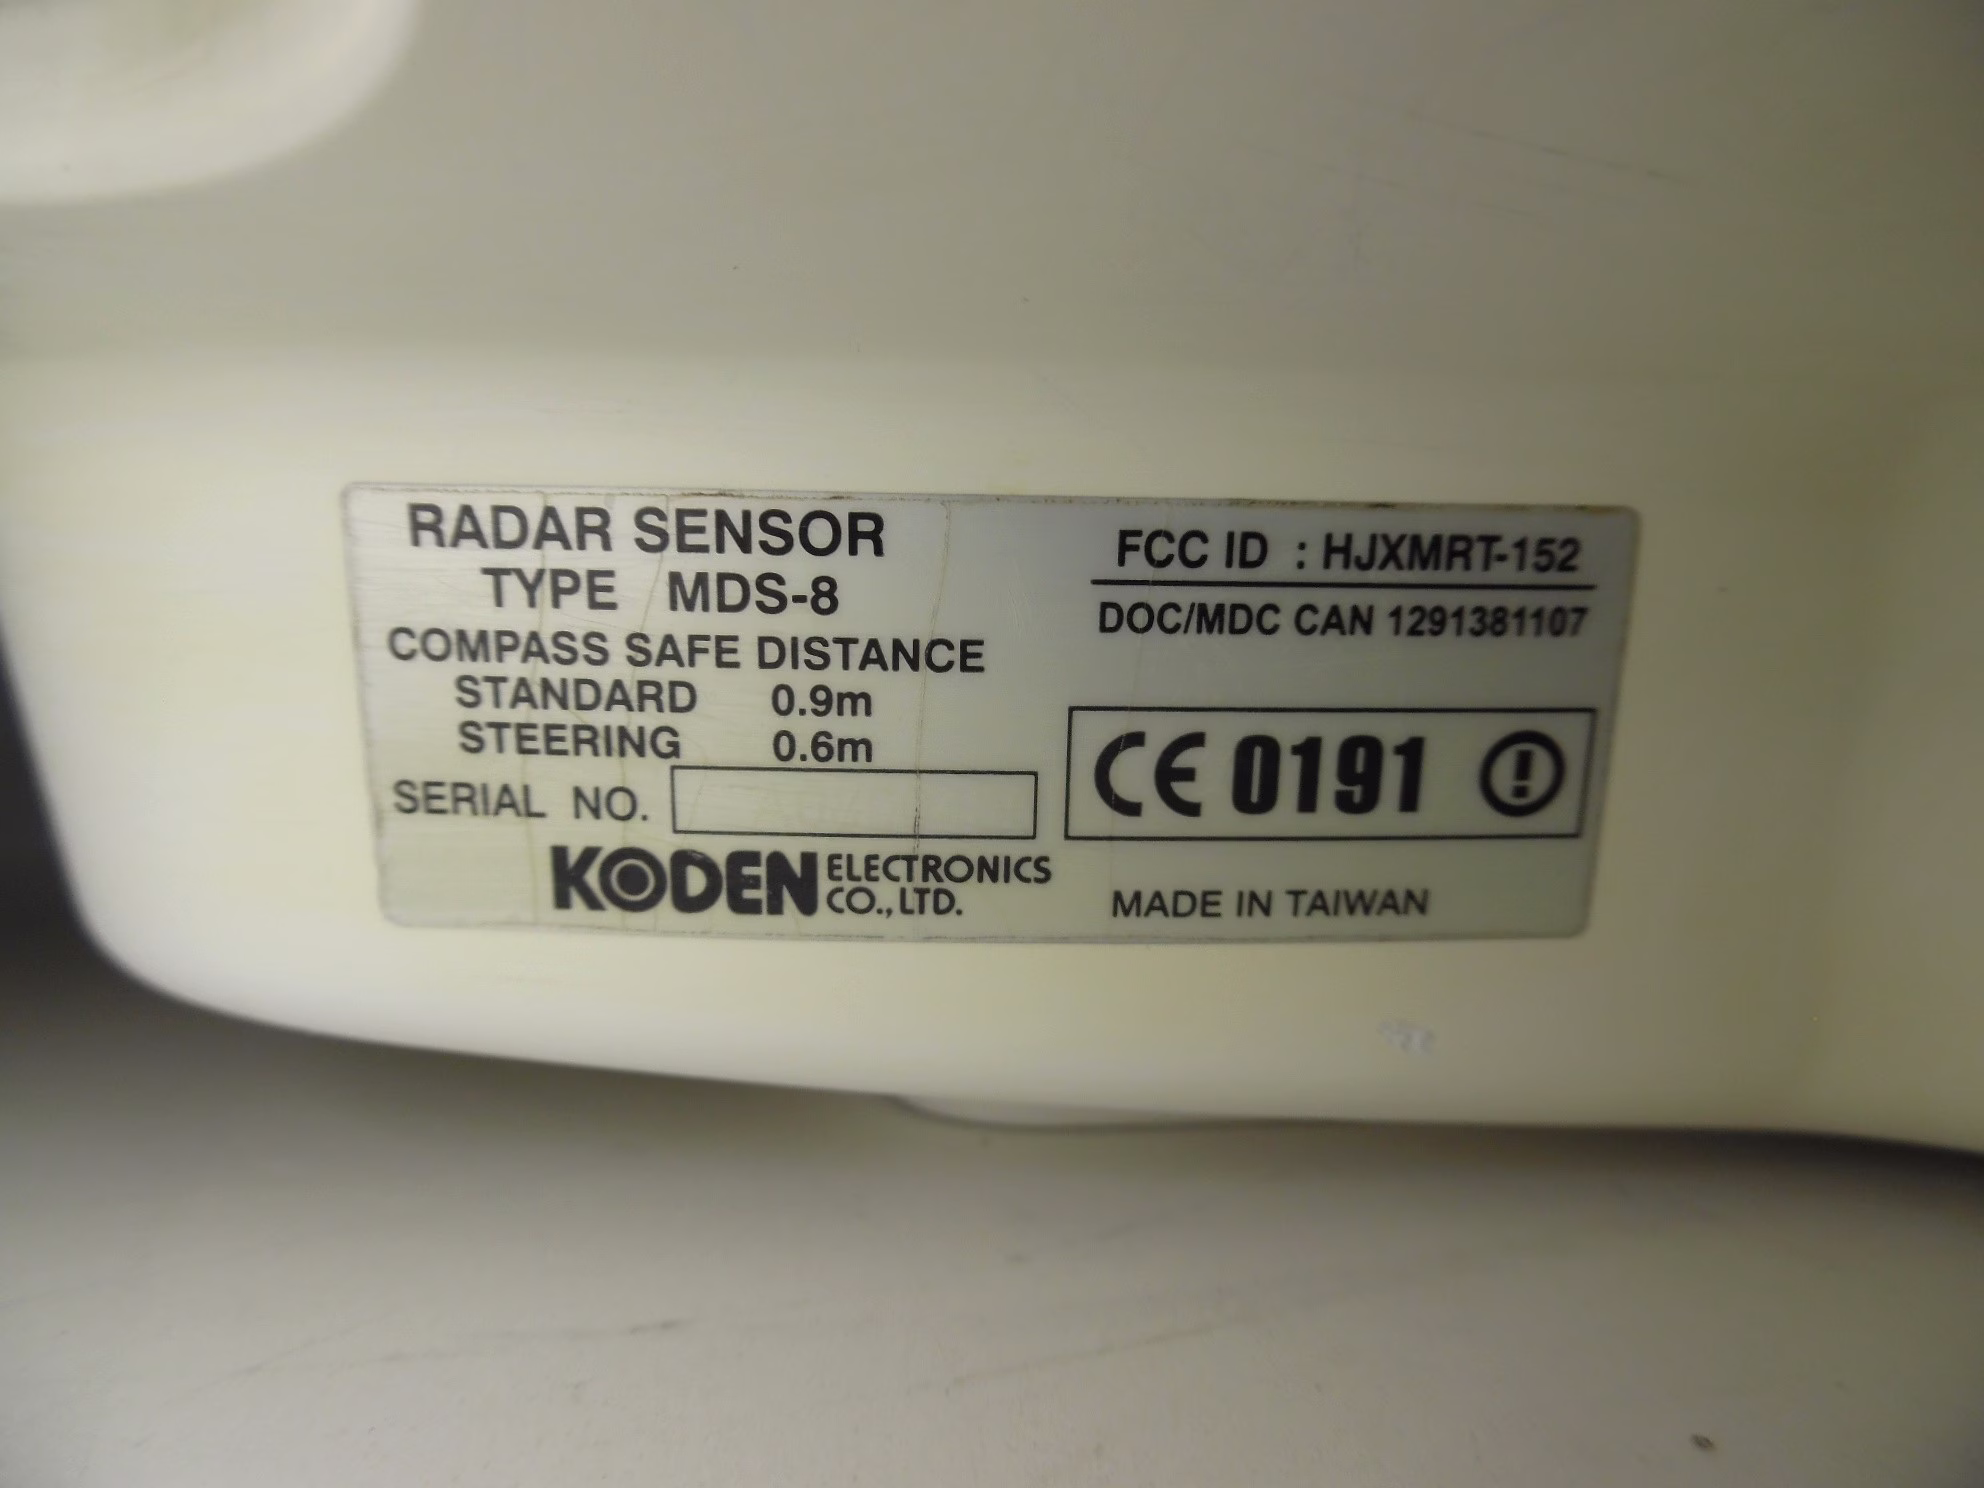 RADAR SENSOR
TYPE MDS-8
COMPASS SAFE DISTANCE
STANDARD 0.9m
STEERING 0.6m
SERIAL NO.
KODEN ELECTRONICS
CO., LTD.
FCC ID : HJXMRT-152
DOC/MDC CAN 1291381107
CE 0191
MADE IN TAIWAN